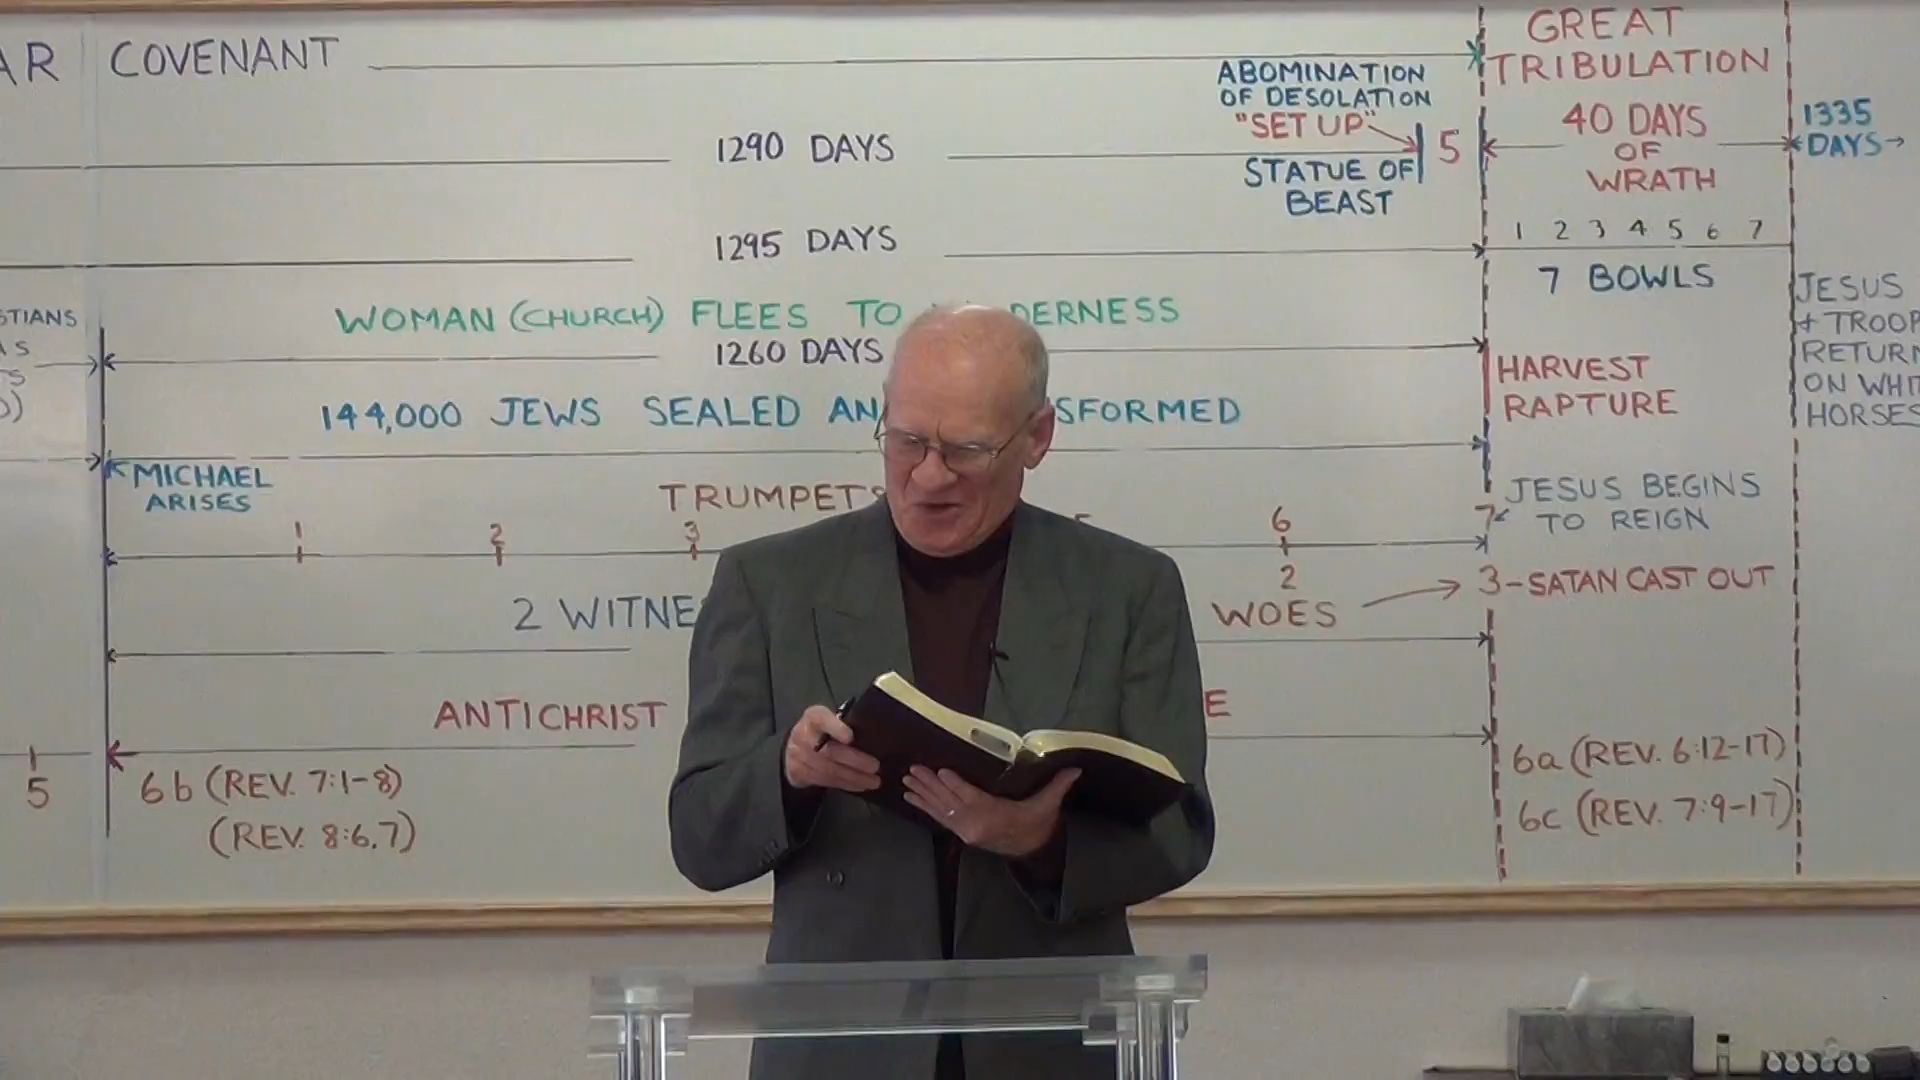 AR COVENANT
GREAT
TRIBULATION
ABOMINATION
OF DESOLATION
"SET UP"
5
STATUE OF
BEAST
1290 DAYS
40 DAYS
OF
WRATH
1335
DAYS→
1295 DAYS
1 2 3 4 5 6 7
7 BOWLS
STIANS
WOMAN (CHURCH) FLEES TO DERNESS
1260 DAYS
JESUS
+ TROOP
RETURN
ON WHIT
HORSES
HARVEST
RAPTURE
144,000 JEWS SEALED AN SFORMED
MICHAEL
ARISES
TRUMPETS
1 2 3 6 7
JESUS BEGINS
TO REIGN
2 WITNE
2
WOES → 3-SATAN CAST OUT
ANTICHRIST E
5
6b (REV. 7:1-8)
(REV. 8:6,7)
6a (REV. 6:12-17)
6c (REV. 7:9-17)